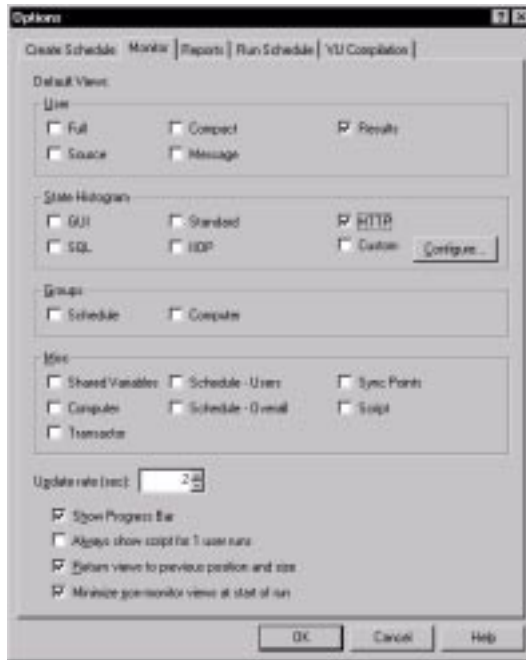 Options
Create Schedule Monitor Reports Run Schedule VU Compilation
Default Views:
User
Full Compact Results
Source Message
State Histogram
GUI Standard HTTP
SQL IIOP Custom Configure...
Groups
Schedule Computer
Misc
Shared Variables Schedule - Users Sync Points
Computer Schedule - Overall Script
Transactor
Update rate (sec): 2
Show Progress Bar
Always show script for 1 user runs
Return views to previous position and size
Minimize non-monitor views at start of run
OK Cancel Help